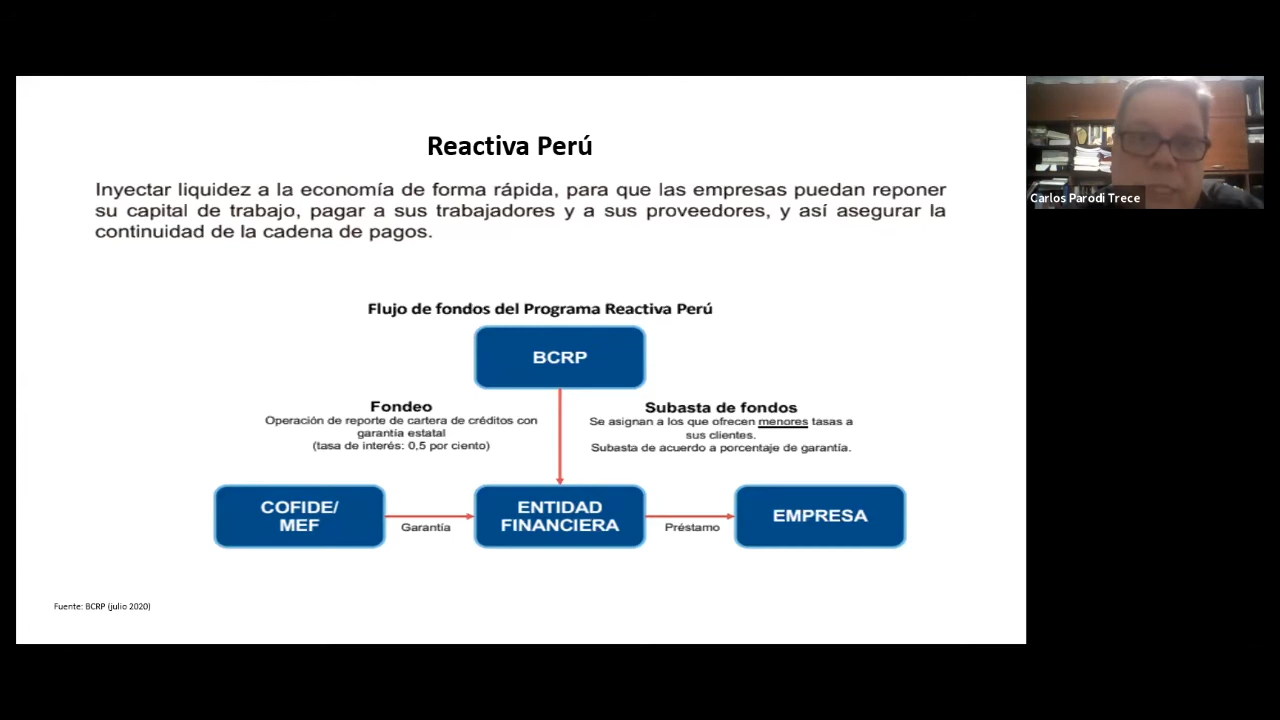 Reactiva Perú
Inyectar liquidez a la economía de forma rápida, para que las empresas puedan reponer
su capital de trabajo, pagar a sus trabajadores y a sus proveedores, y así asegurar la
continuidad de la cadena de pagos.
Flujo de fondos del Programa Reactiva Perú
BCRP
Fondeo
Operación de reporte de cartera de créditos con
garantía estatal
(tasa de interés: 0,5 por ciento)
Subasta de fondos
Se asignan a los que ofrecen menores tasas a
sus clientes.
Subasta de acuerdo a porcentaje de garantía.
COFIDE/
MEF
Garantía
ENTIDAD
FINANCIERA
Préstamo
EMPRESA
Fuente: BCRP (julio 2020)
Carlos Parodi Trece